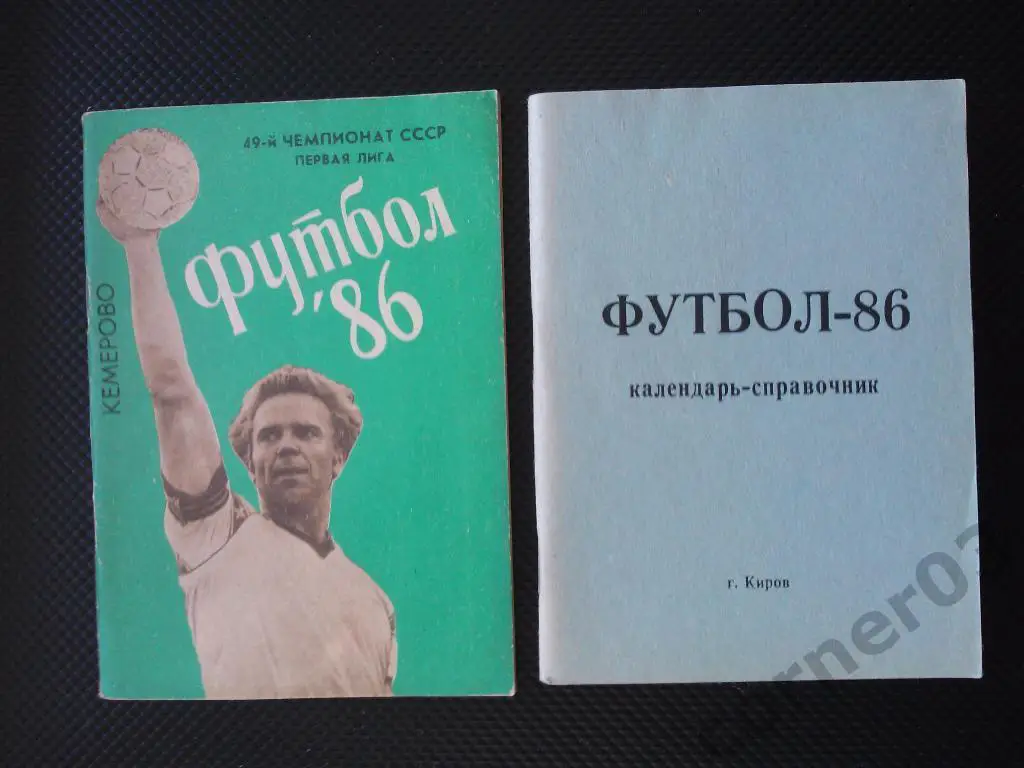 49-й ЧЕМПИОНАТ СССР
ПЕРВАЯ ЛИГА
футбол
'86
КЕМЕРОВО
ФУТБОЛ-86
календарь-справочник
г. Киров